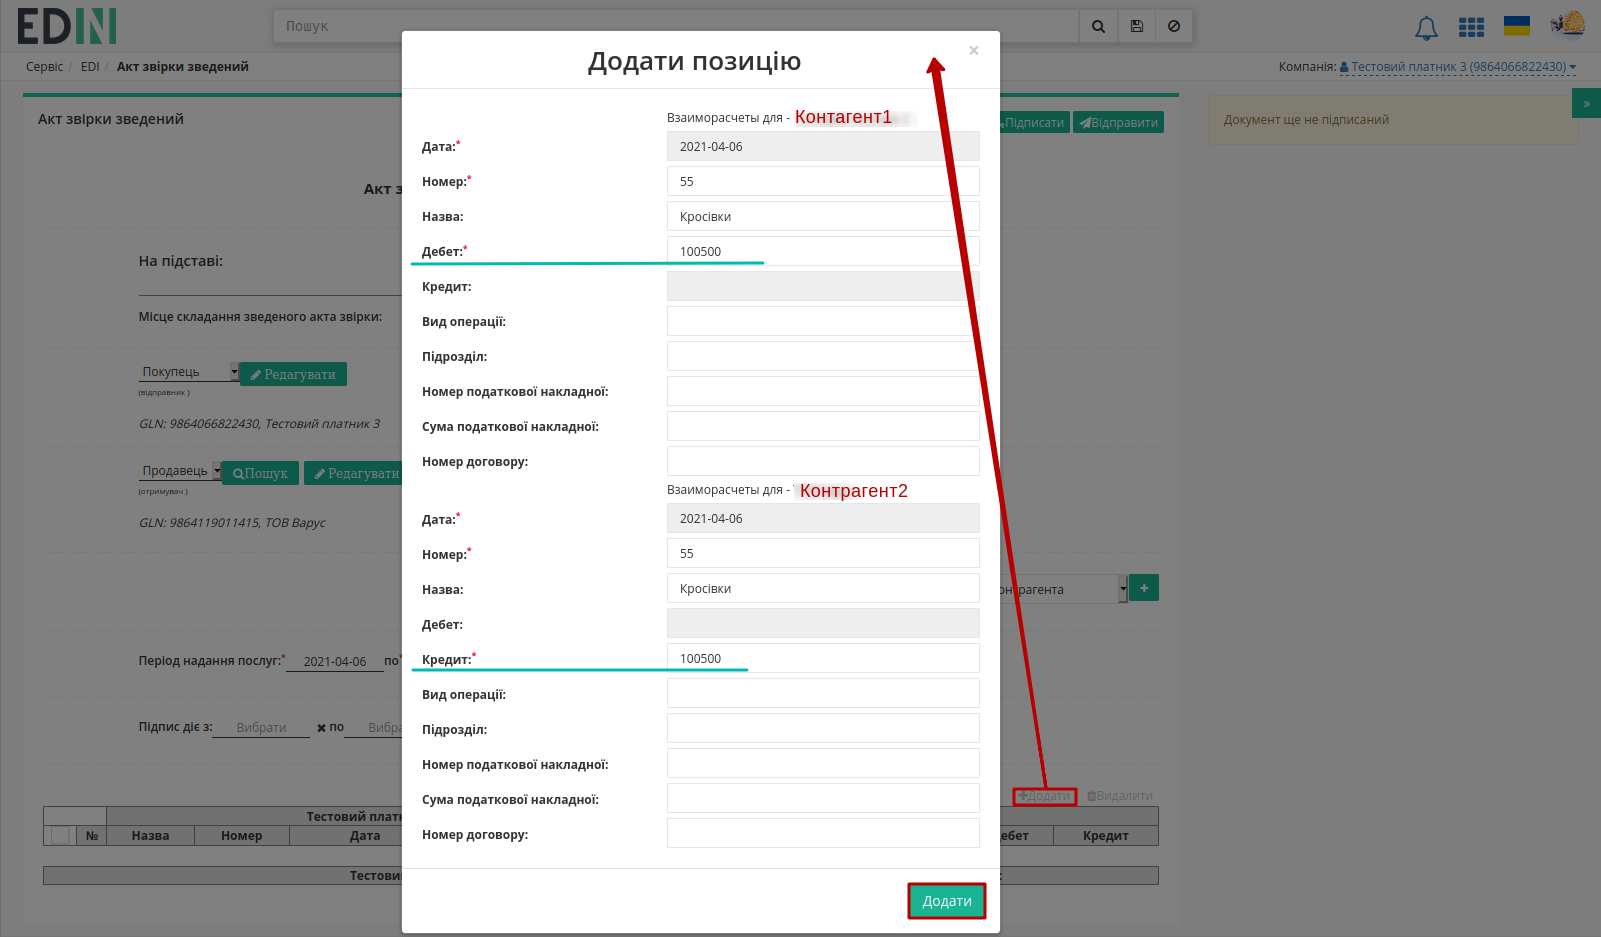 EDIN
Пошук
Сервіс / EDI / Акт звірки зведений
Компанія: Тестовий платник 3 (9864066822430)
Акт звірки зведений
Підписати
Відправити
Документ ще не підписаний
»
Акт з
На підставі:
Місце складання зведеного акта звірки:
Покупець
Редагувати
(відправник )
GLN: 9864066822430, Тестовий платник 3
Продавець
Пошук
Редагувати
(отримувач )
GLN: 9864119011415, ТОВ Варус
Період надання послуг:* 2021-04-06 по*
Підпис діє з: Вибрати × по Вибр
Додати
Видалити
Тестовий плат
№ Назва Номер Дата
ебет Кредит
Тестови
Додати позицію
×
Взаиморасчеты для - Контагент1
Дата:* 2021-04-06
Номер:* 55
Назва: Кросівки
Дебет:* 100500
Кредит:
Вид операції:
Підрозділ:
Номер податкової накладної:
Сума податкової накладної:
Номер договору:
Взаиморасчеты для - Контрагент2
Дата:* 2021-04-06
Номер:* 55
Назва: Кросівки
Дебет:
Кредит:* 100500
Вид операції:
Підрозділ:
Номер податкової накладної:
Сума податкової накладної:
Номер договору:
Додати